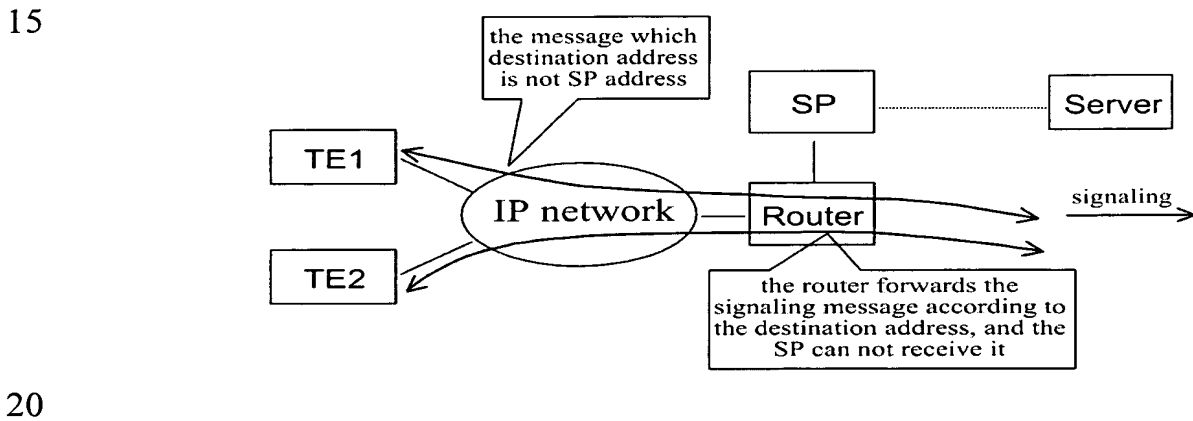 15
the message which
destination address
is not SP address
SP
Server
TE1
signaling
IP network
Router
TE2
the router forwards the
signaling message according to
the destination address, and the
SP can not receive it
20